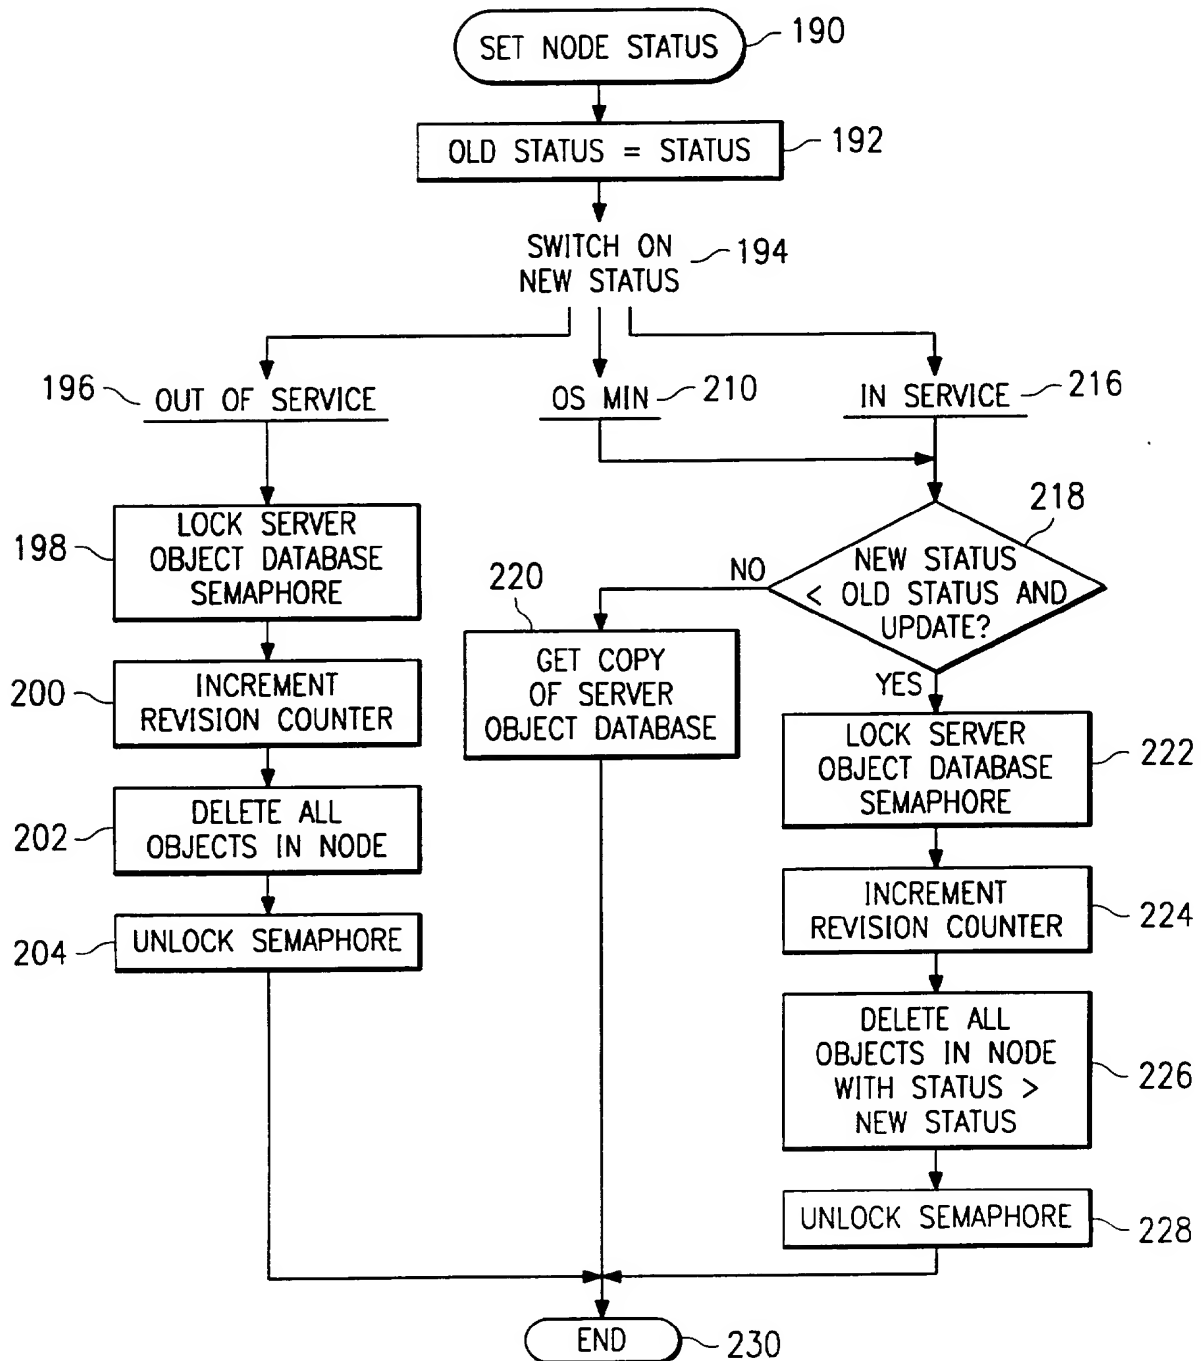 SET NODE STATUS
190
OLD STATUS = STATUS
192
SWITCH ON
NEW STATUS
194
196
OUT OF SERVICE
OS MIN
210
IN SERVICE
216
198
LOCK SERVER
OBJECT DATABASE
SEMAPHORE
200
INCREMENT
REVISION COUNTER
202
DELETE ALL
OBJECTS IN NODE
204
UNLOCK SEMAPHORE
218
NEW STATUS
< OLD STATUS AND
UPDATE?
NO
220
GET COPY
OF SERVER
OBJECT DATABASE
YES
LOCK SERVER
OBJECT DATABASE
SEMAPHORE
222
INCREMENT
REVISION COUNTER
224
DELETE ALL
OBJECTS IN NODE
WITH STATUS >
NEW STATUS
226
UNLOCK SEMAPHORE
228
END
230